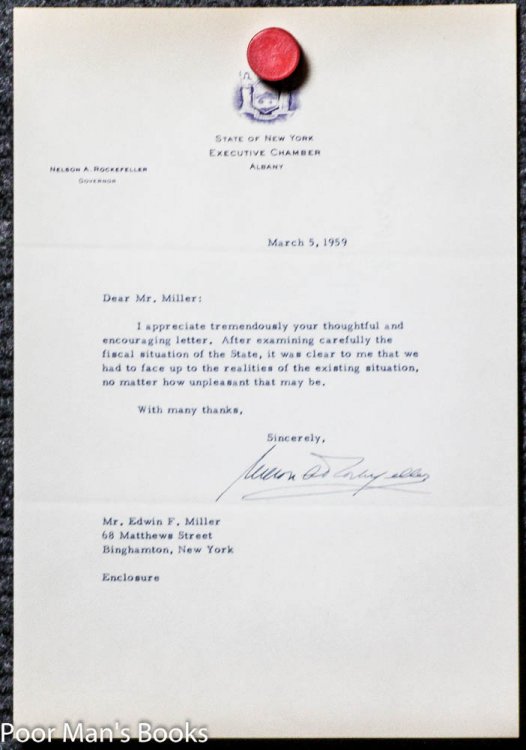 STATE OF NEW YORK
EXECUTIVE CHAMBER
ALBANY
NELSON A. ROCKEFELLER
GOVERNOR
March 5, 1959
Dear Mr. Miller:
I appreciate tremendously your thoughtful and
encouraging letter. After examining carefully the
fiscal situation of the State, it was clear to me that we
had to face up to the realities of the existing situation,
no matter how unpleasant that may be.
With many thanks,
Sincerely,
Nelson A Rockefeller
Mr. Edwin F. Miller
68 Matthews Street
Binghamton, New York
Enclosure
Poor Man's Books